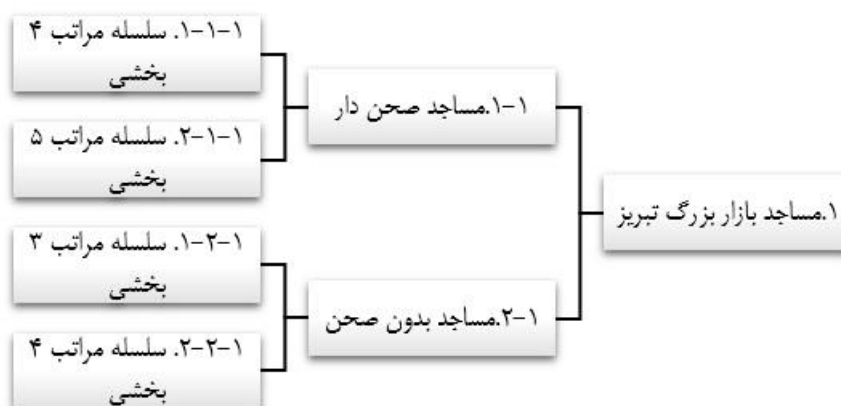 ۱.مساجد بازار بزرگ تبریز
۱-۱.مساجد صحن دار
۱-۱-۱. سلسله مراتب ۴
بخشی
۲-۱-۱. سلسله مراتب ۵
بخشی
۲-۱.مساجد بدون صحن
۱-۲-۱. سلسله مراتب ۳
بخشی
۲-۲-۱. سلسله مراتب ۴
بخشی